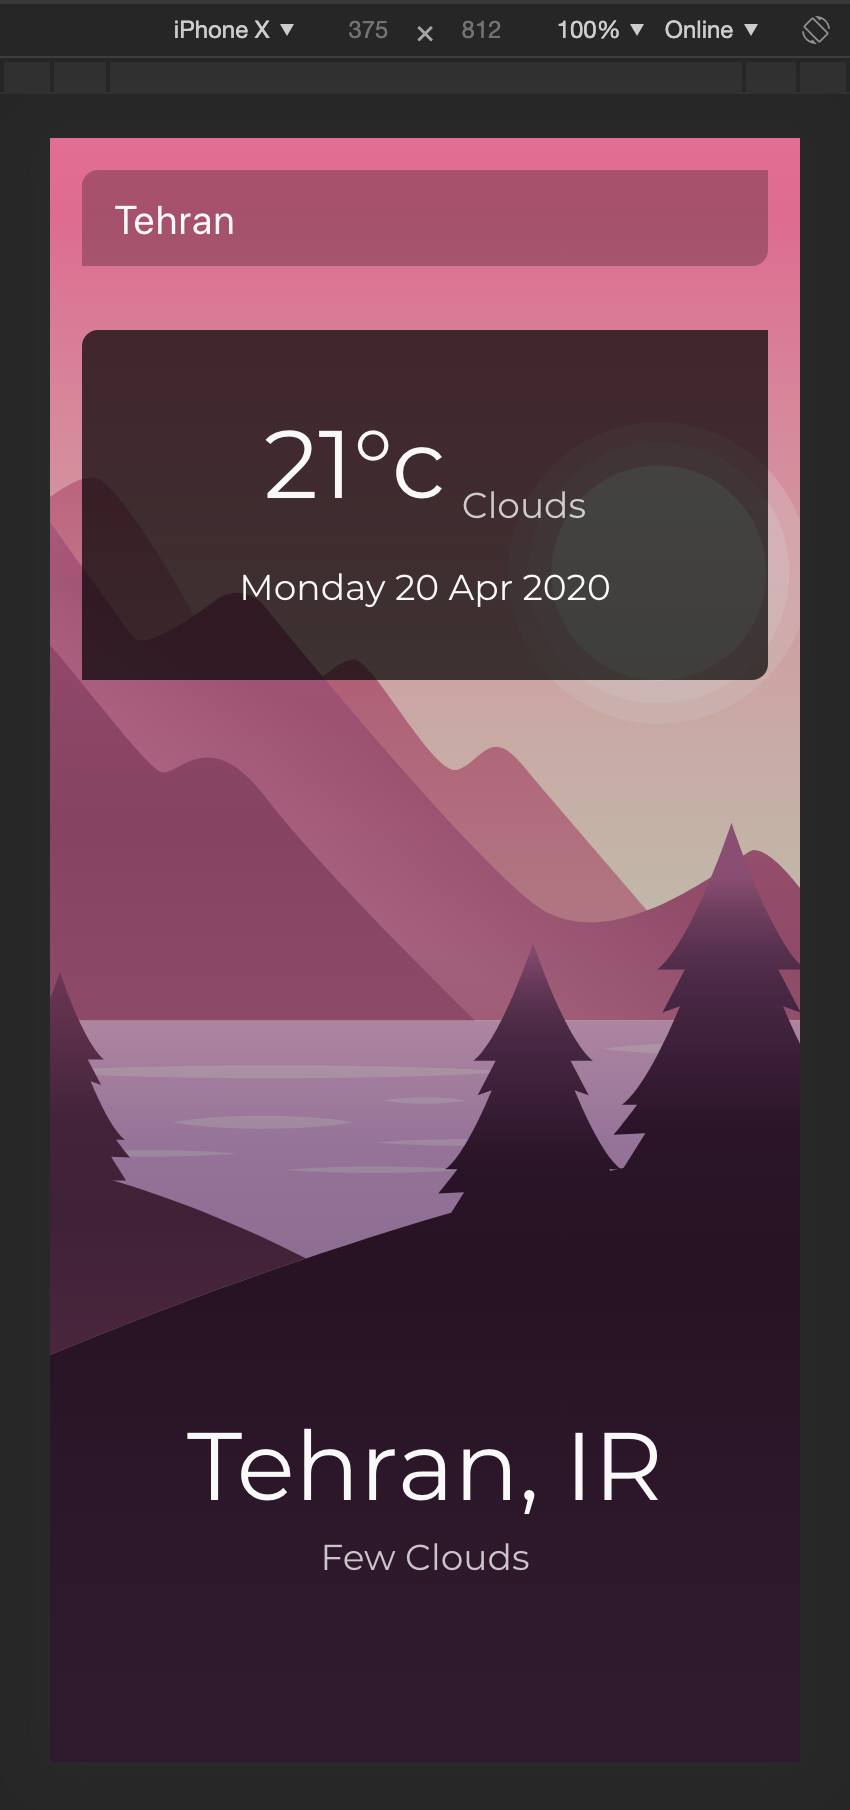 iPhone X ▼ 375 × 812 100% ▼ Online ▼
Tehran
21°c Clouds
Monday 20 Apr 2020
Tehran, IR
Few Clouds